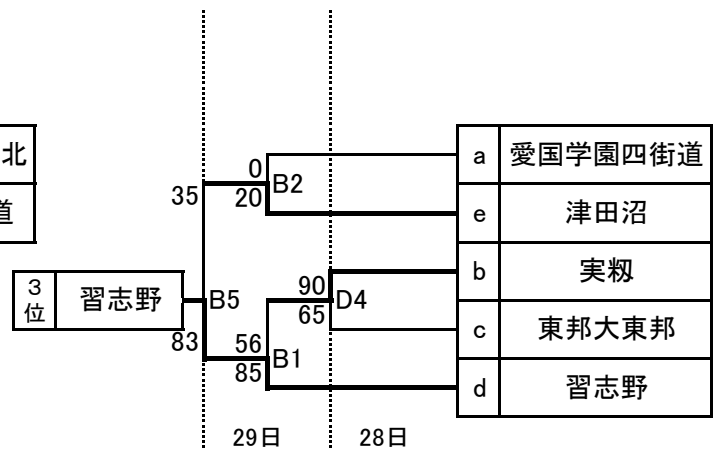 北
道
a 愛国学園四街道
e 津田沼
b 実籾
c 東邦大東邦
d 習志野
0
20
B2
35
3位 習志野
B5
83
90
65
D4
56
85
B1
29日
28日